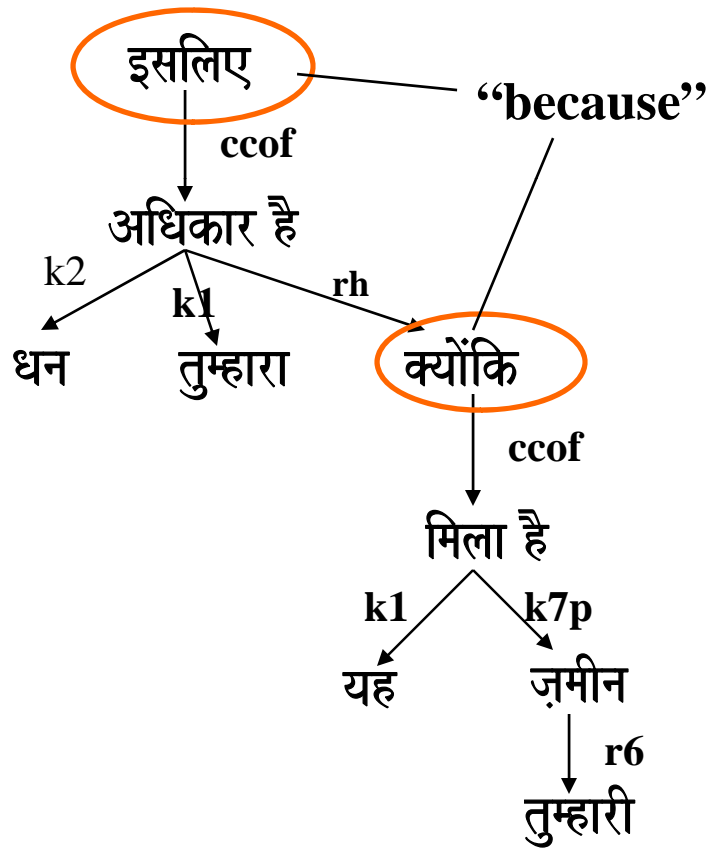 इसलिए
“because”
ccof
अधिकार है
k2
k1
rh
धन
तुम्हारा
क्योंकि
ccof
मिला है
k1
k7p
यह
ज़मीन
r6
तुम्हारी